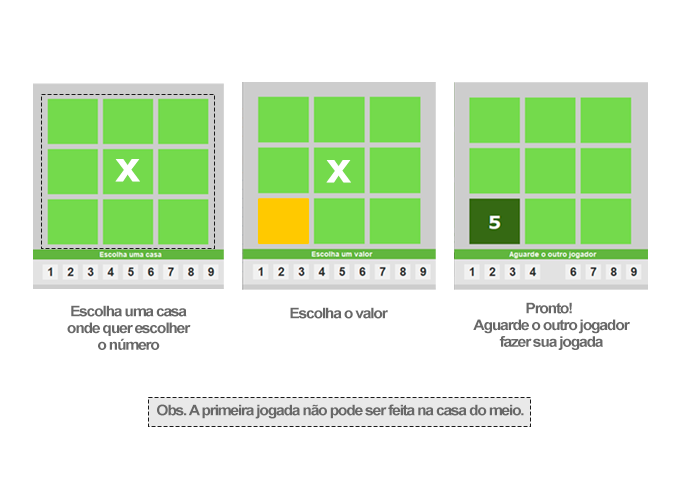 X
Escolha uma casa
1 2 3 4 5 6 7 8 9
Escolha uma casa
onde quer escolher
o número
X
Escolha um valor
1 2 3 4 5 6 7 8 9
Escolha o valor
5
Aguarde o outro jogador
1 2 3 4 6 7 8 9
Pronto!
Aguarde o outro jogador
fazer sua jogada
Obs. A primeira jogada não pode ser feita na casa do meio.